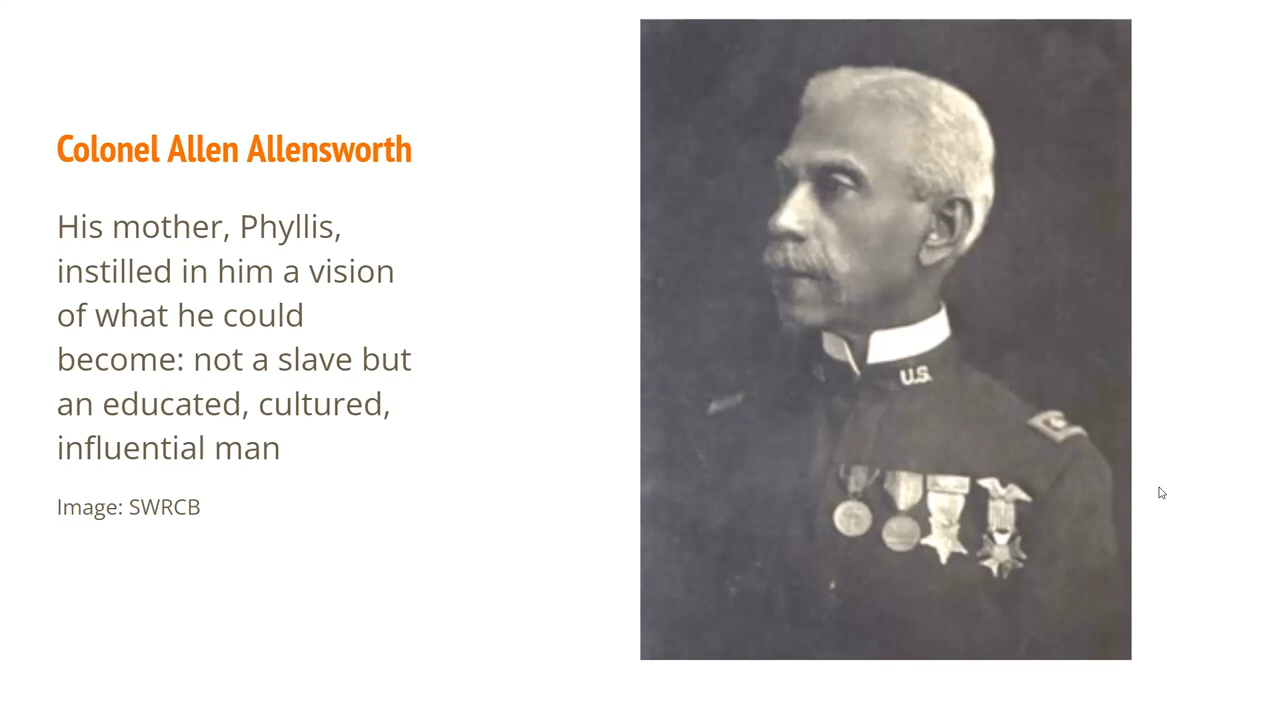 Colonel Allen Allensworth
His mother, Phyllis,
instilled in him a vision
of what he could
become: not a slave but
an educated, cultured,
influential man
Image: SWRCB
U.S.